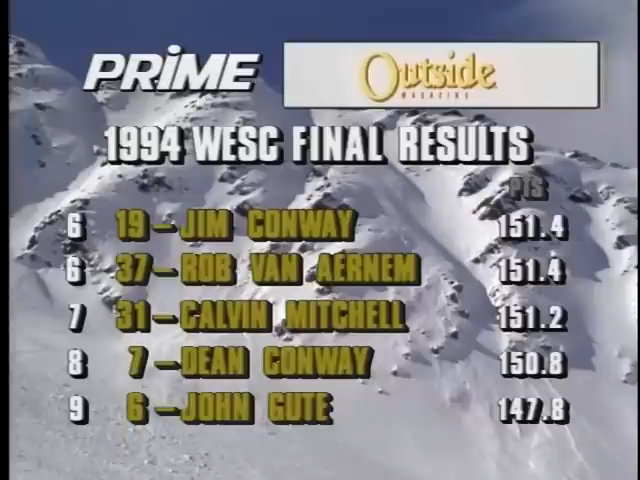 PRiME
Outside
MAGAZINE
1994 WESC FINAL RESULTS
PTS
6 19-JIM CONWAY 151.4
6 37-ROB VAN AERNEM 151.4
7 31-CALVIN MITCHELL 151.2
8 7-DEAN CONWAY 150.8
9 6-JOHN GUTE 147.8